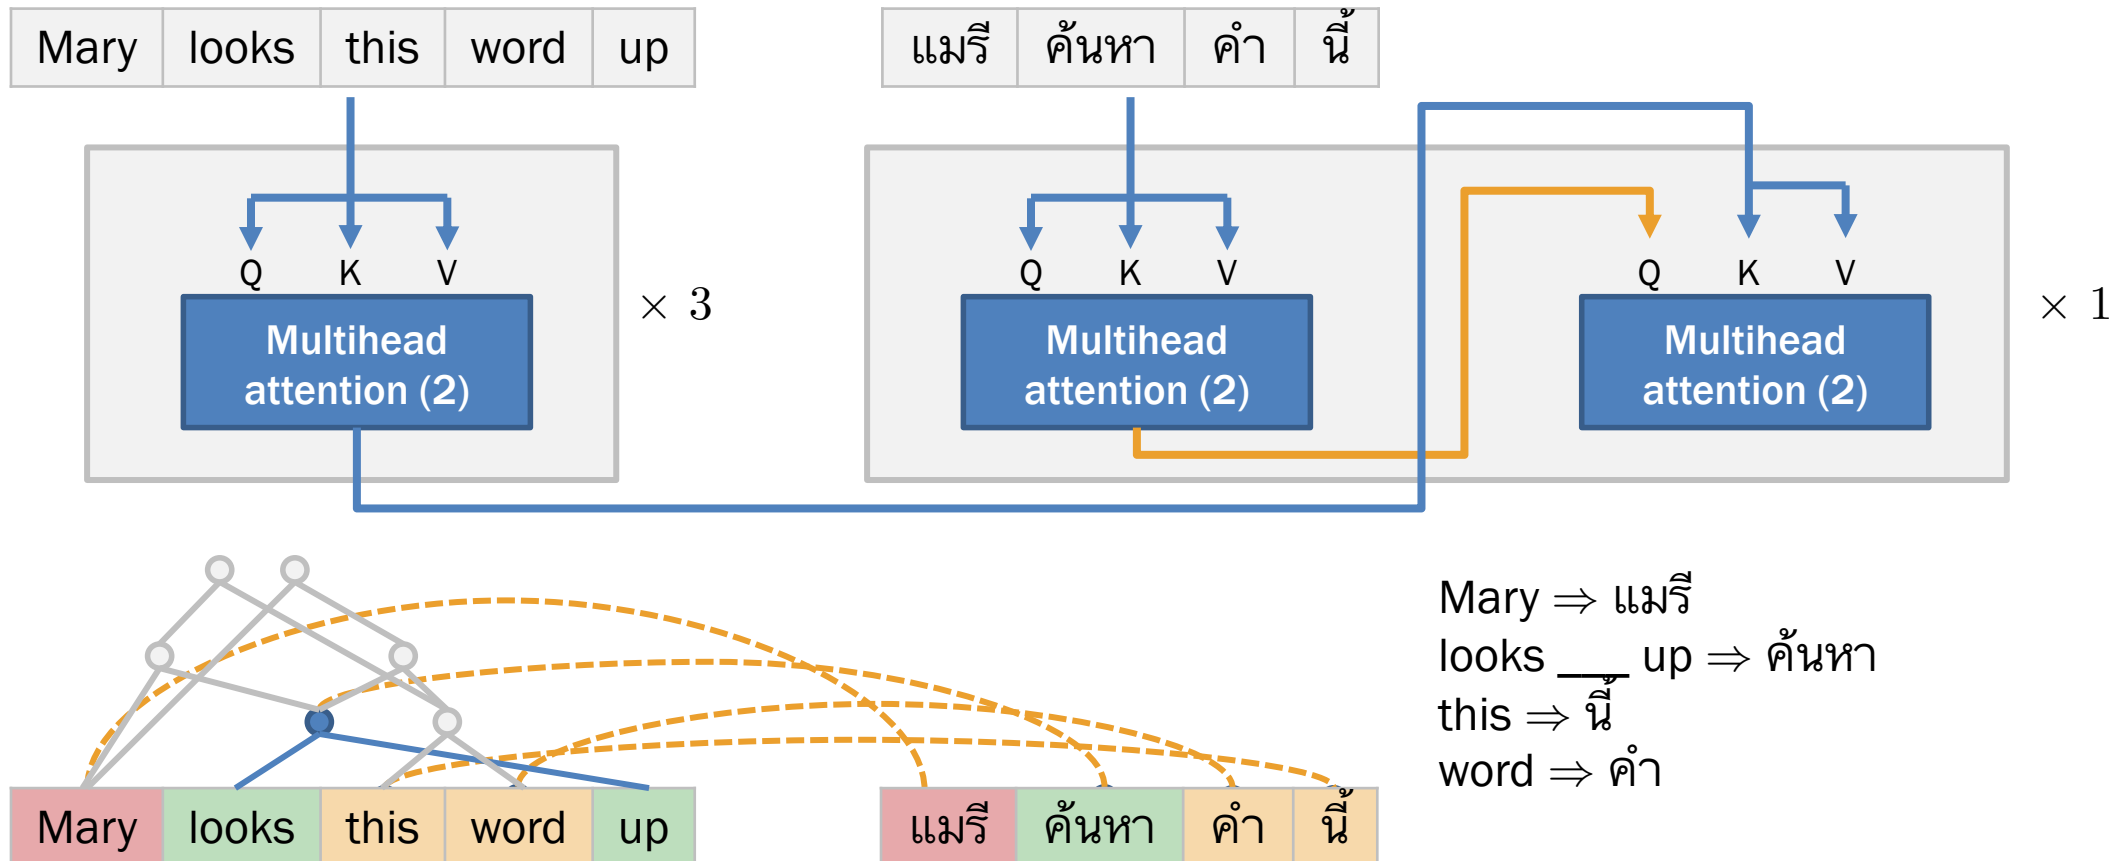 Mary looks this word up
แมรี ค้นหา คำ นี้
Q K V
Multihead
attention (2)
× 3
Q K V
Multihead
attention (2)
Q K V
Multihead
attention (2)
× 1
Mary ⇒ แมรี
looks ___ up ⇒ ค้นหา
this ⇒ นี้
word ⇒ คำ
Mary looks this word up
แมรี ค้นหา คำ นี้